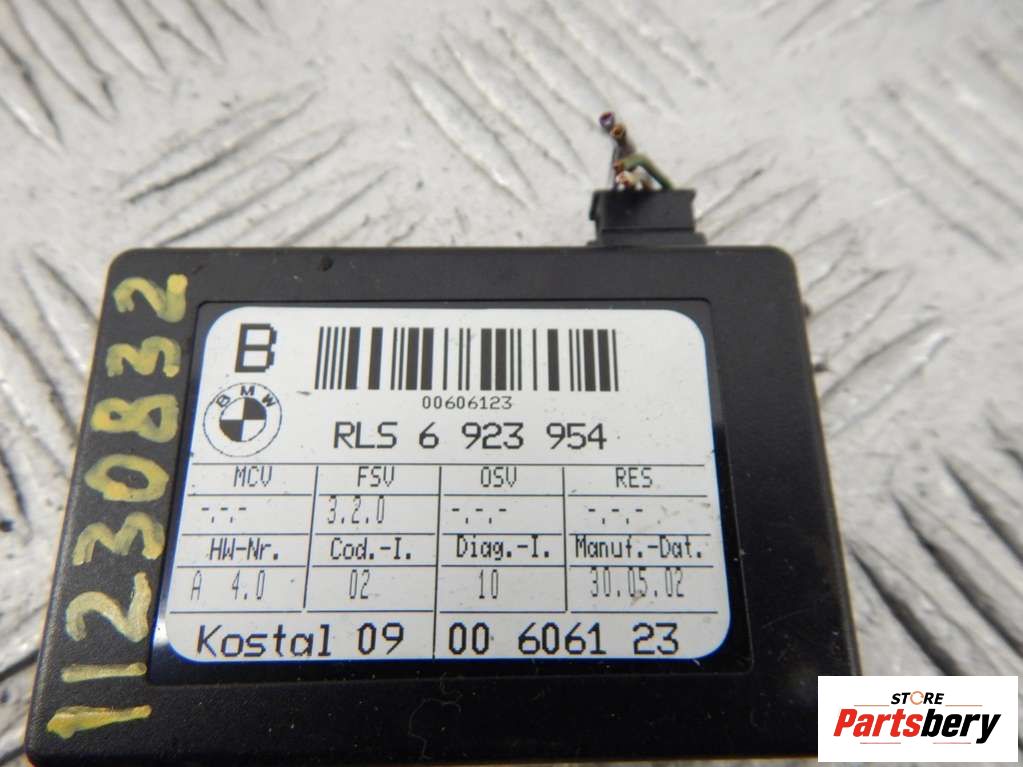 11230832
B
BMW
00606123
RLS 6 923 954
MCV FSV OSV RES
-.-.- 3.2.0 -.-.- -.-.-
HW-Nr. Cod.-I. Diag.-I. Manuf.-Dat.
A 4.0 02 10 30.05.02
Kostal 09 00 6061 23
STORE
Partsbery